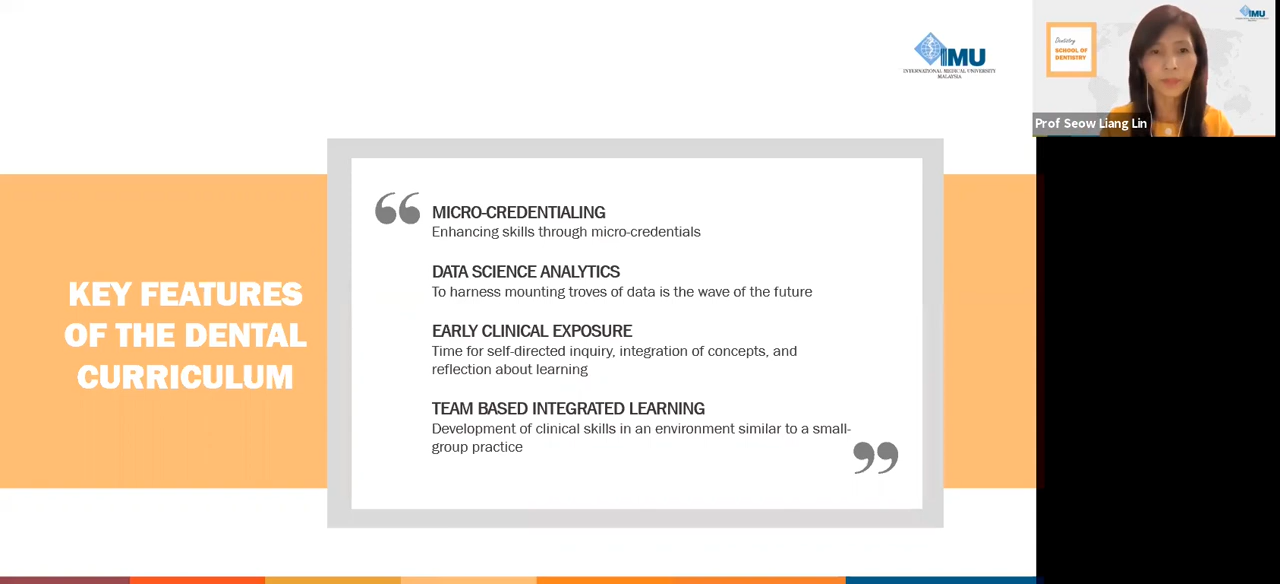 IMU
INTERNATIONAL MEDICAL UNIVERSITY
MALAYSIA
IMU
Dentistry
SCHOOL OF
DENTISTRY
Prof Seow Liang Lin
KEY FEATURES
OF THE DENTAL
CURRICULUM
“
MICRO-CREDENTIALING
Enhancing skills through micro-credentials
DATA SCIENCE ANALYTICS
To harness mounting troves of data is the wave of the future
EARLY CLINICAL EXPOSURE
Time for self-directed inquiry, integration of concepts, and
reflection about learning
TEAM BASED INTEGRATED LEARNING
Development of clinical skills in an environment similar to a small-
group practice
”